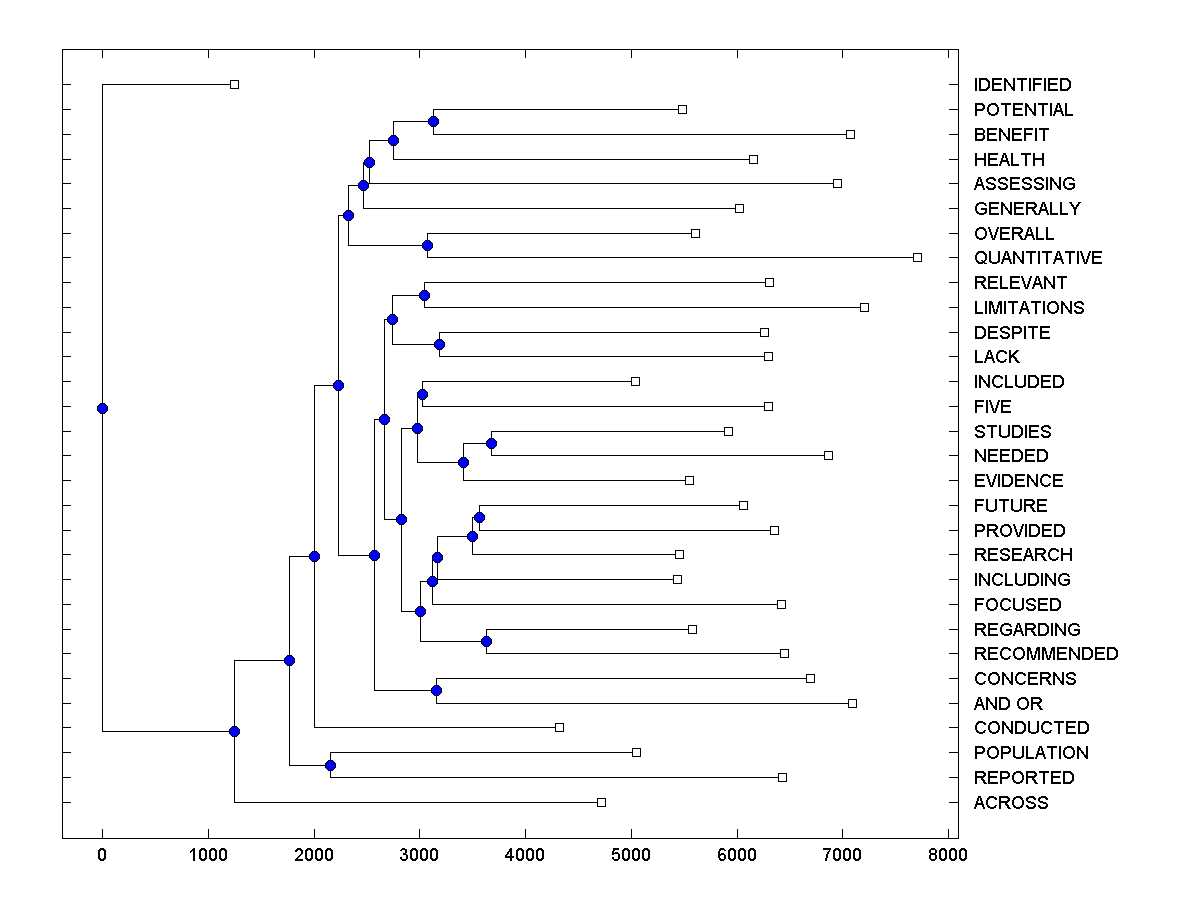 IDENTIFIED
POTENTIAL
BENEFIT
HEALTH
ASSESSING
GENERALLY
OVERALL
QUANTITATIVE
RELEVANT
LIMITATIONS
DESPITE
LACK
INCLUDED
FIVE
STUDIES
NEEDED
EVIDENCE
FUTURE
PROVIDED
RESEARCH
INCLUDING
FOCUSED
REGARDING
RECOMMENDED
CONCERNS
AND OR
CONDUCTED
POPULATION
REPORTED
ACROSS
0 1000 2000 3000 4000 5000 6000 7000 8000